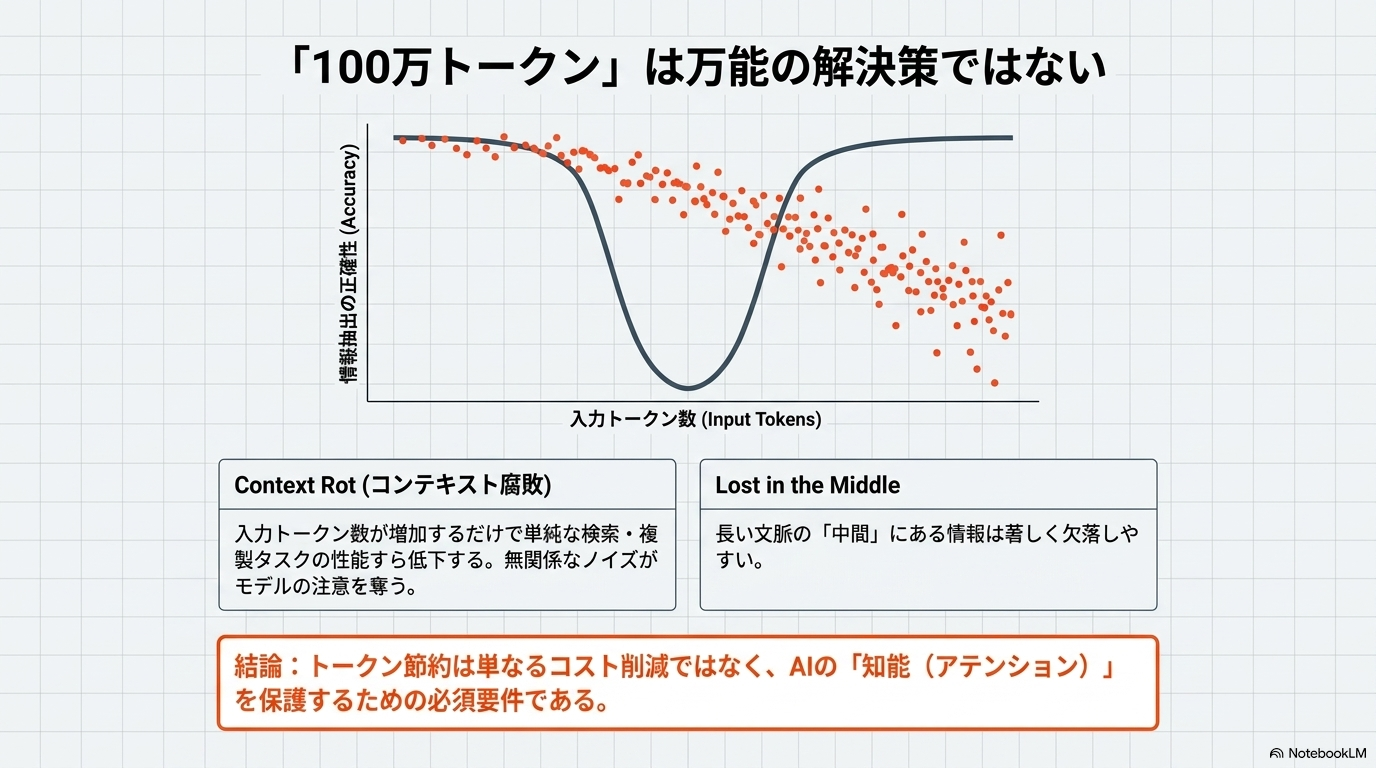 「100万トークン」は万能の解決策ではない
情報抽出の正確性 (Accuracy)
入力トークン数 (Input Tokens)
Context Rot (コンテキスト腐敗)
入力トークン数が増加するだけで単純な検索・複
製タスクの性能すら低下する。無関係なノイズが
モデルの注意を奪う。
Lost in the Middle
長い文脈の「中間」にある情報は著しく欠落しや
すい。
結論：トークン節約は単なるコスト削減ではなく、AIの「知能（アテンション）」
を保護するための必須要件である。
NotebookLM